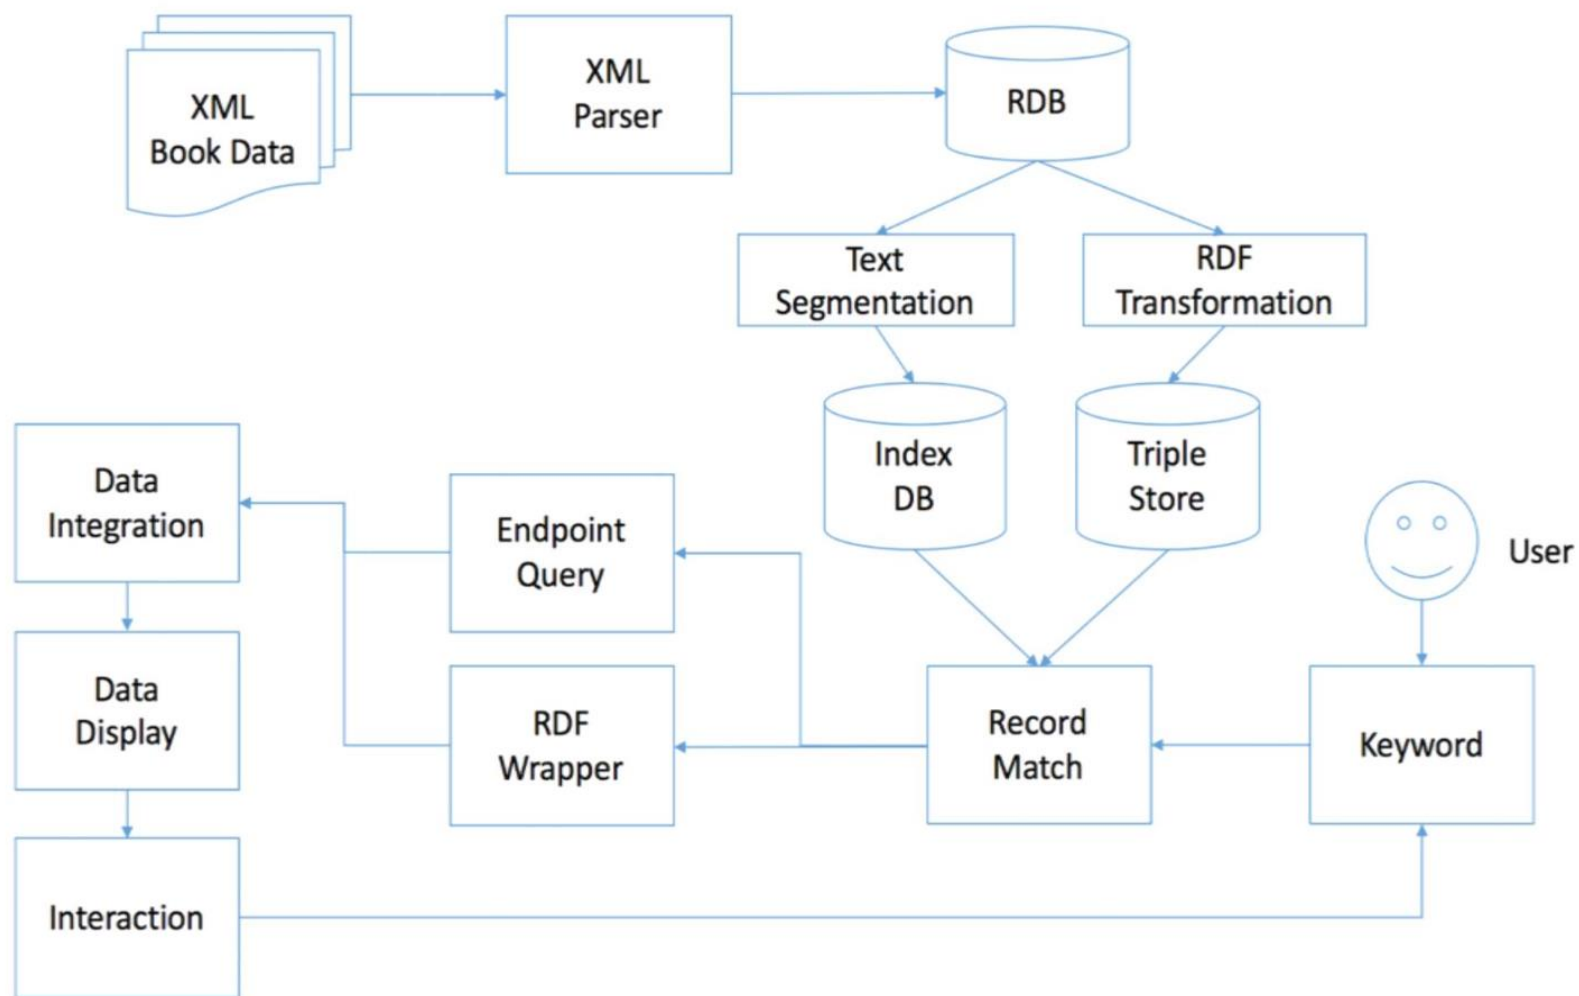 XML
Book Data
XML
Parser
RDB
Text
Segmentation
RDF
Transformation
Index
DB
Triple
Store
User
Data
Integration
Endpoint
Query
Data
Display
RDF
Wrapper
Record
Match
Keyword
Interaction